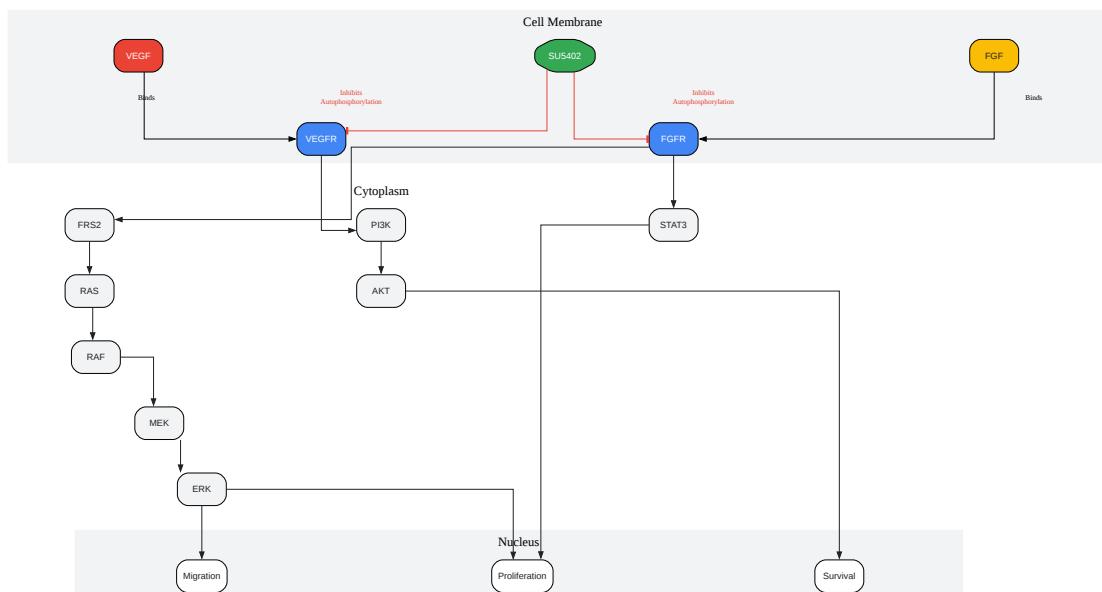 Cell Membrane
VEGF
SU5402
FGF
Binds
Inhibits
Autophosphorylation
Inhibits
Autophosphorylation
Binds
VEGFR
FGFR
Cytoplasm
FRS2
PI3K
STAT3
RAS
AKT
RAF
MEK
ERK
Nucleus
Migration
Proliferation
Survival